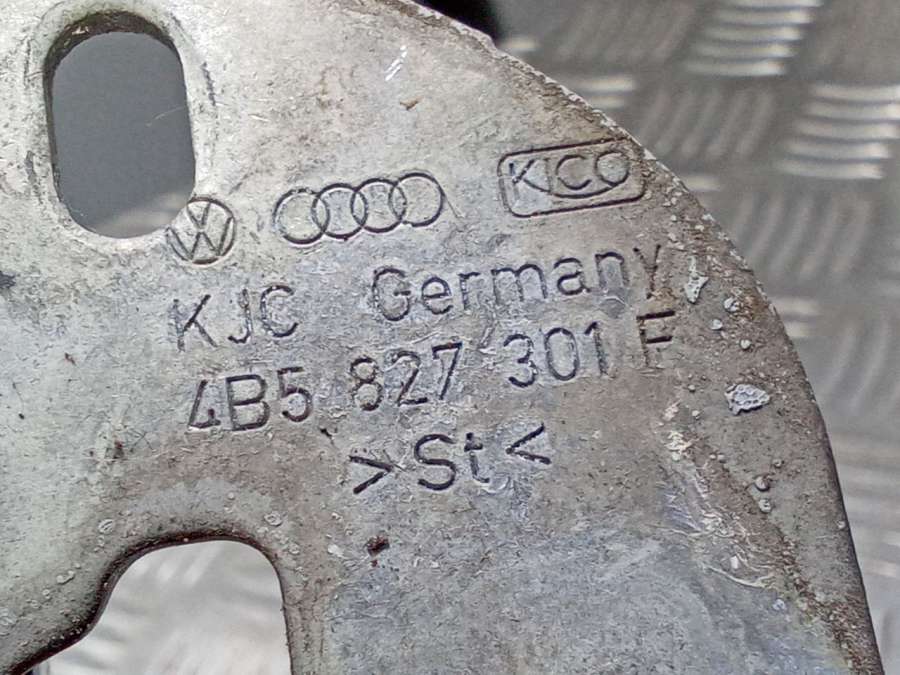 KICO
KJC Germany
4B5 827 301 F
>St<